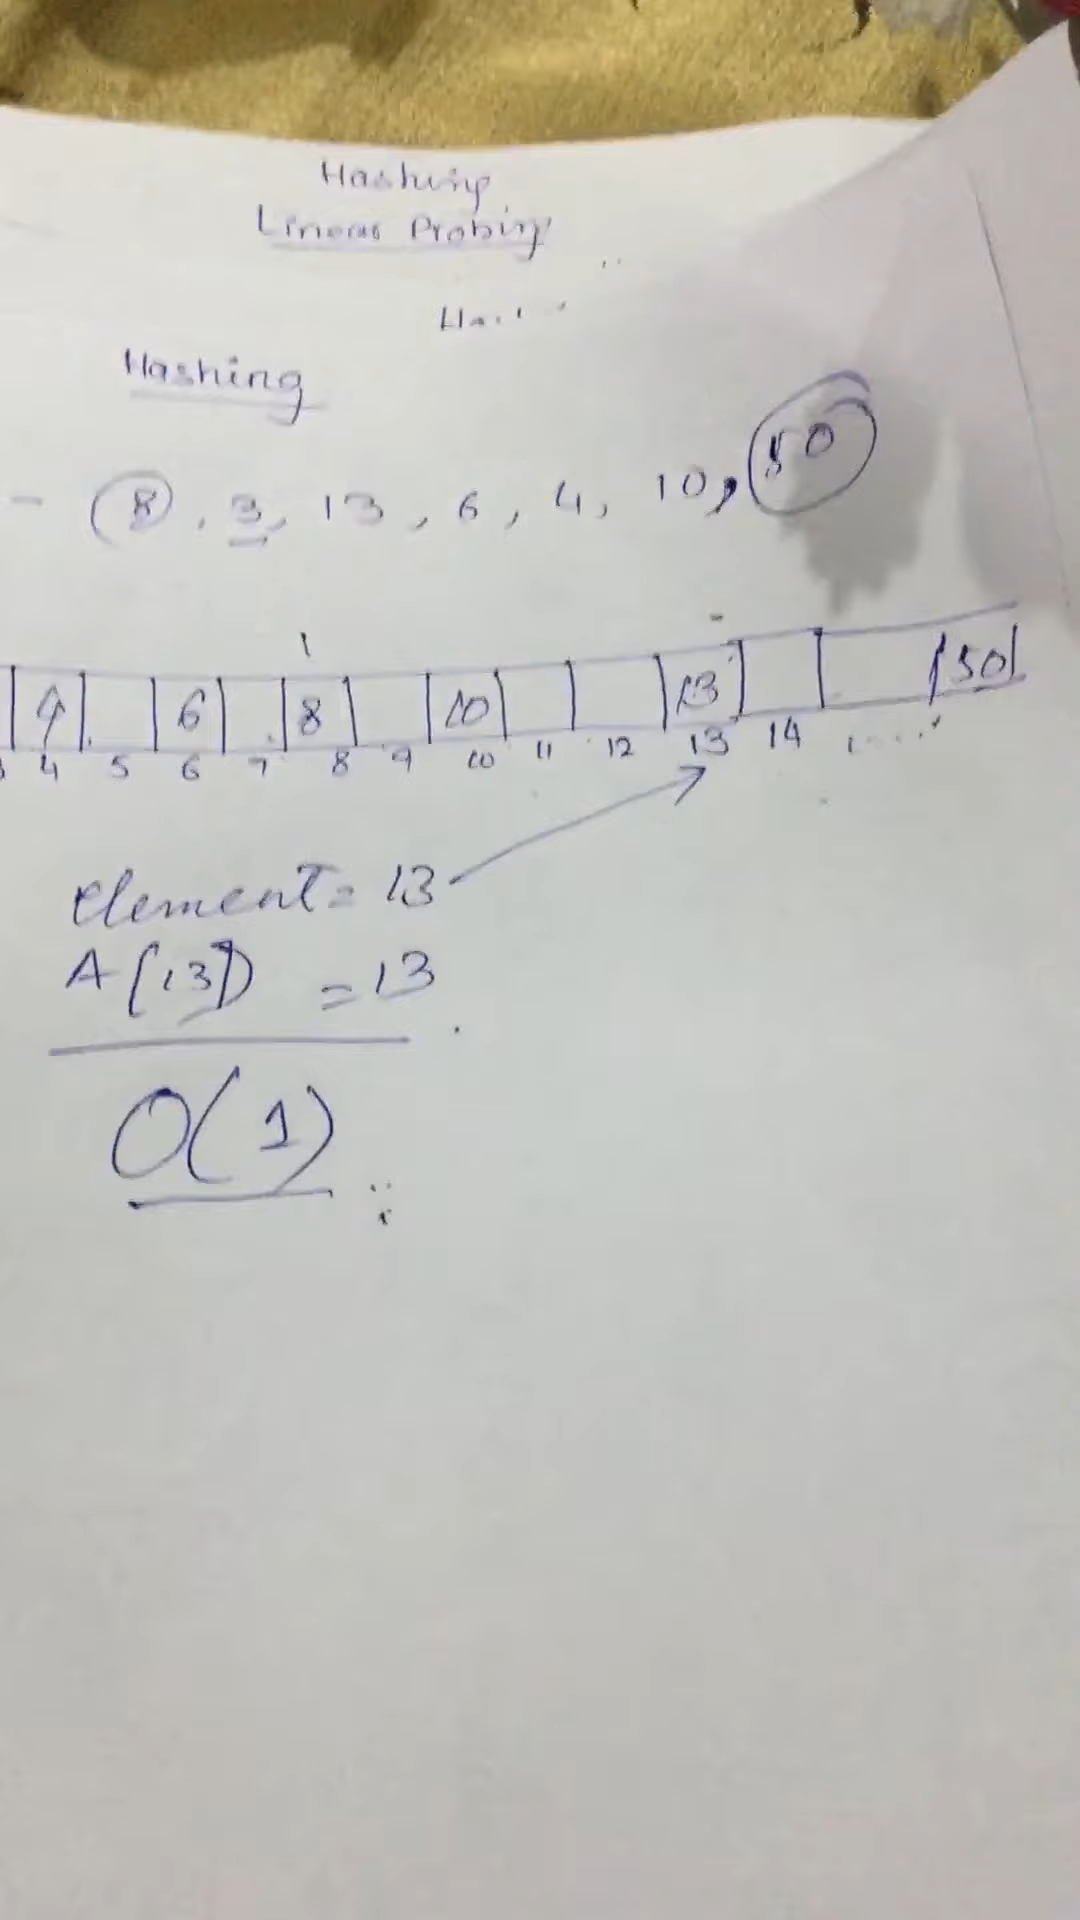 Hashing
Linear Probing
Hashing
- 8, 3, 13, 6, 4, 10, 50
4 6 8 10 13 50
4 5 6 7 8 9 10 11 12 13 14 .....
Element = 13
A[13] = 13
O(1)